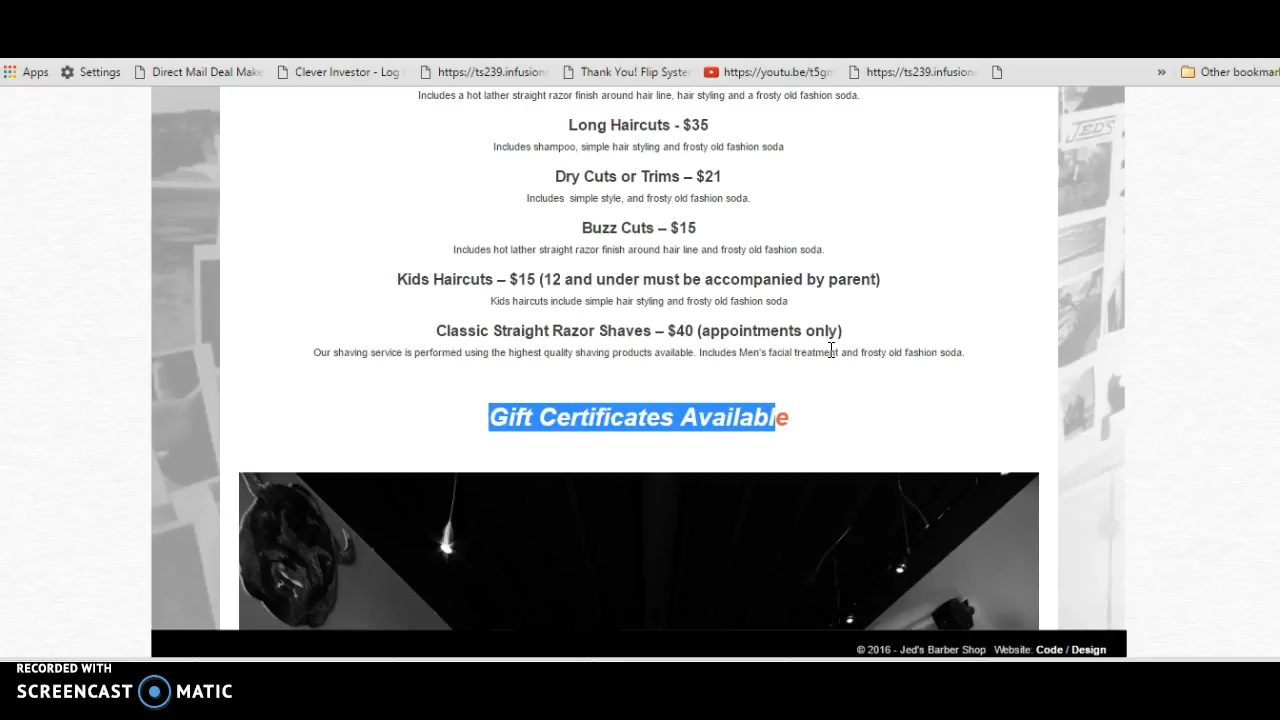 Apps Settings Direct Mail Deal Make Clever Investor - Log https://ts239.infusions Thank You! Flip Syste https://youtu.be/t5gm https://ts239.infusions » Other bookmar
Includes a hot lather straight razor finish around hair line, hair styling and a frosty old fashion soda.
Long Haircuts - $35
JED'S
Includes shampoo, simple hair styling and frosty old fashion soda
Dry Cuts or Trims – $21
Includes simple style, and frosty old fashion soda.
Buzz Cuts – $15
Includes hot lather straight razor finish around hair line and frosty old fashion soda.
Kids Haircuts – $15 (12 and under must be accompanied by parent)
Kids haircuts include simple hair styling and frosty old fashion soda
Classic Straight Razor Shaves – $40 (appointments only)
Our shaving service is performed using the highest quality shaving products available. Includes Men's facial treatment and frosty old fashion soda.
Gift Certificates Available
© 2016 - Jed's Barber Shop Website: Code / Design
RECORDED WITH
SCREENCAST MATIC